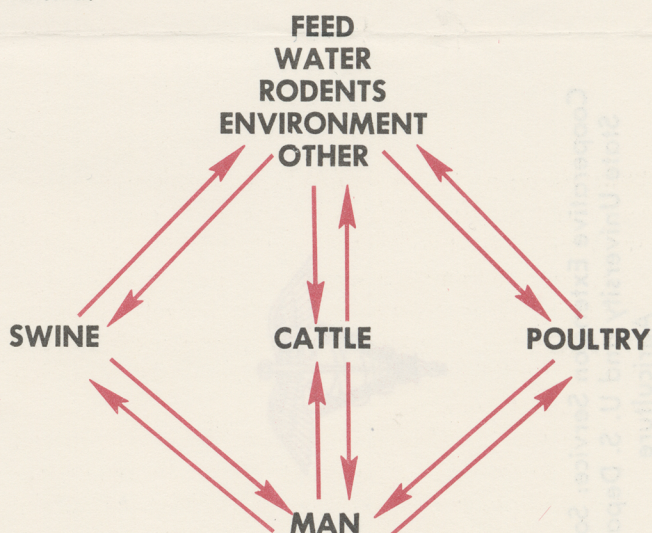 FEED
WATER
RODENTS
ENVIRONMENT
OTHER
SWINE CATTLE POULTRY
MAN